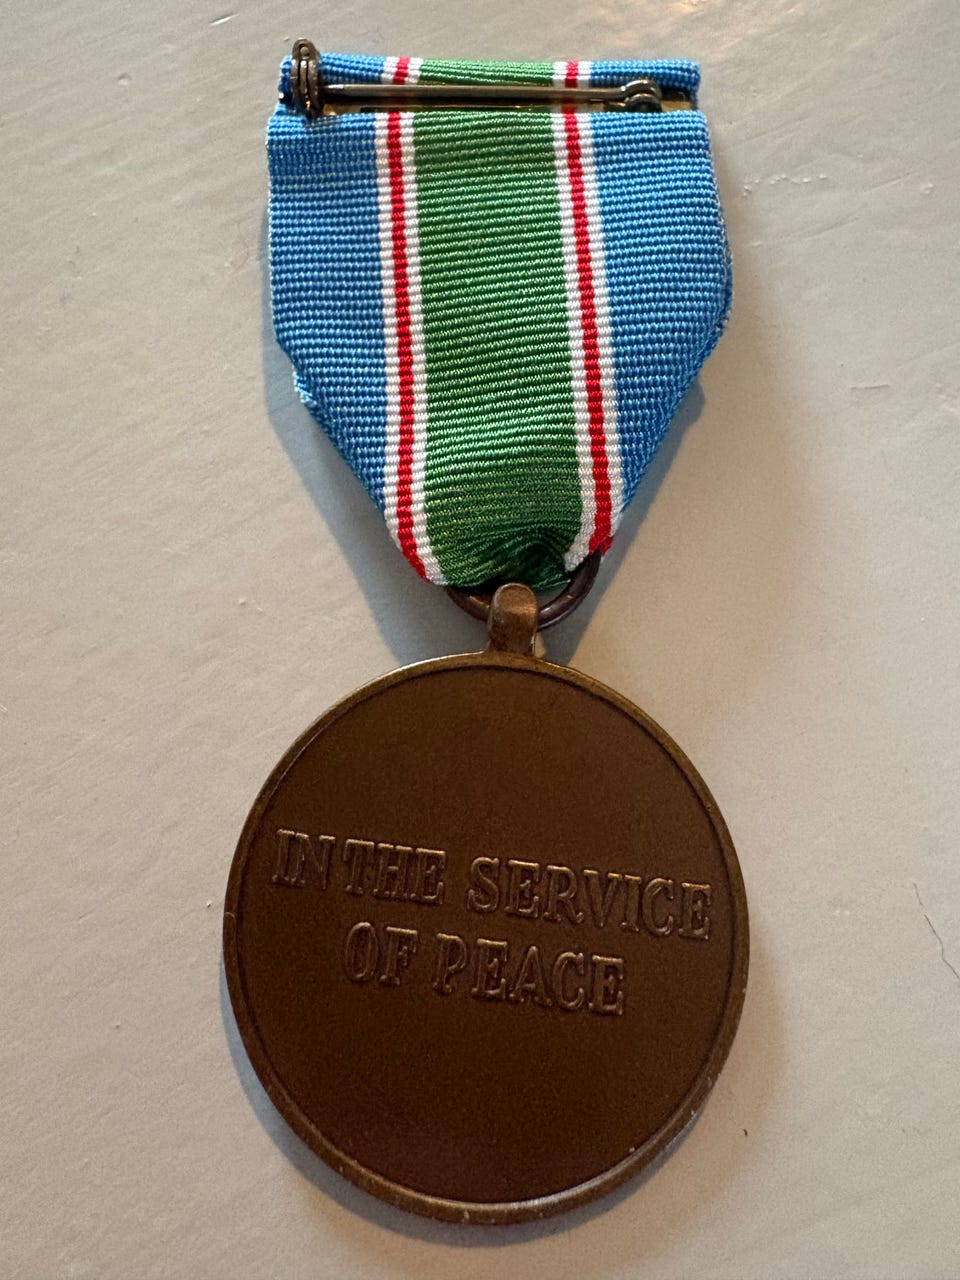 IN THE SERVICE
OF PEACE